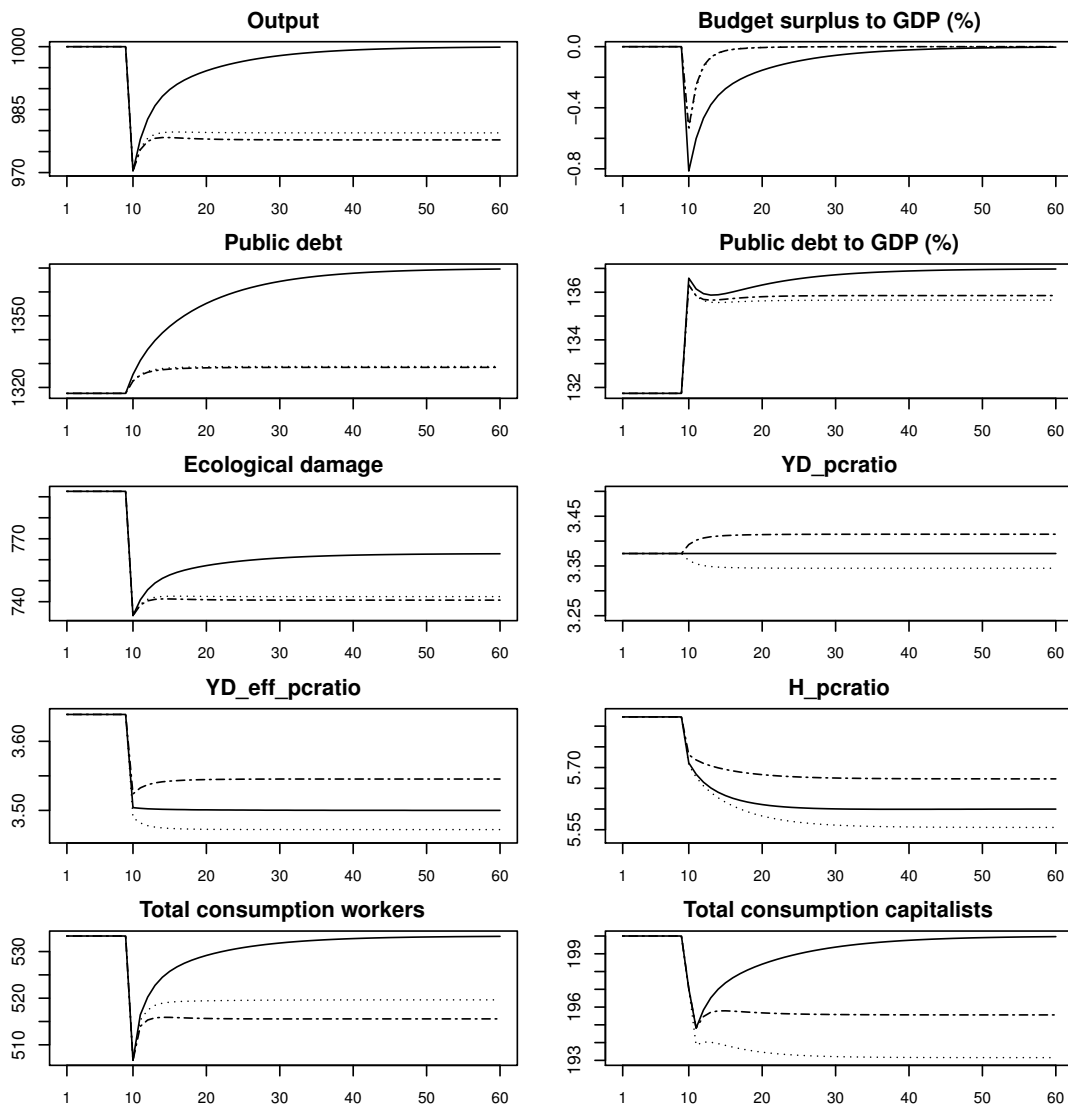 Output
1000
985
970
1 10 20 30 40 50 60
Budget surplus to GDP (%)
0.0
−0.4
−0.8
1 10 20 30 40 50 60
Public debt
1350
1320
1 10 20 30 40 50 60
Public debt to GDP (%)
136
134
132
1 10 20 30 40 50 60
Ecological damage
770
740
1 10 20 30 40 50 60
YD_pcratio
3.45
3.35
3.25
1 10 20 30 40 50 60
YD_eff_pcratio
3.60
3.50
1 10 20 30 40 50 60
H_pcratio
5.70
5.55
1 10 20 30 40 50 60
Total consumption workers
530
520
510
1 10 20 30 40 50 60
Total consumption capitalists
199
196
193
1 10 20 30 40 50 60